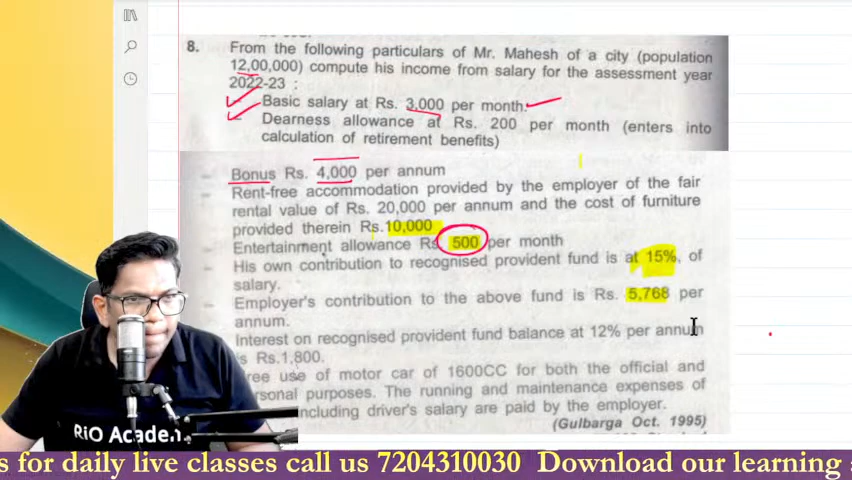 8. From the following particulars of Mr. Mahesh of a city (population
12,00,000) compute his income from salary for the assessment year
2022-23 :
Basic salary at Rs. 3,000 per month.
Dearness allowance at Rs. 200 per month (enters into
calculation of retirement benefits)
- Bonus Rs. 4,000 per annum
- Rent-free accommodation provided by the employer of the fair
rental value of Rs. 20,000 per annum and the cost of furniture
provided therein Rs.10,000
- Entertainment allowance Rs 500 per month
- His own contribution to recognised provident fund is at 15%, of
salary.
- Employer's contribution to the above fund is Rs. 5,768 per
annum.
Interest on recognised provident fund balance at 12% per annum
is Rs.1,800.
ree use of motor car of 1600CC for both the official and
rsonal purposes. The running and maintenance expenses of
including driver's salary are paid by the employer.
(Gulbarga Oct. 1995)
RiO Academ
s for daily live classes call us 7204310030 Download our learning a